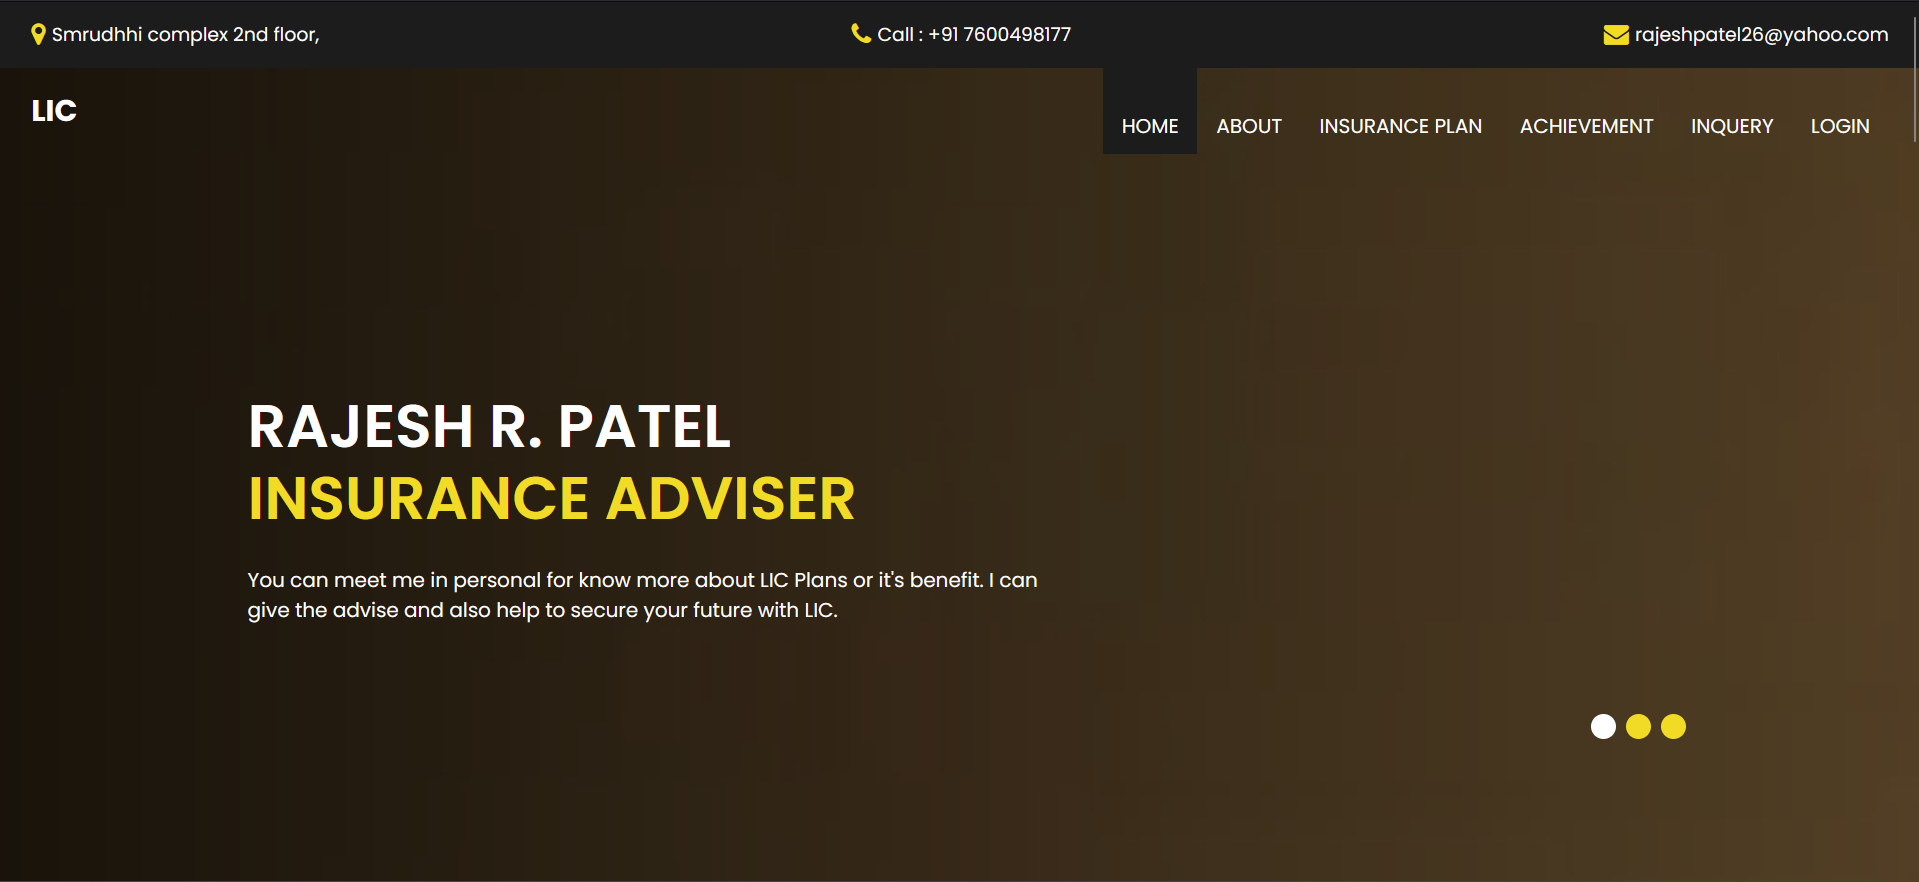 Smrudhhi complex 2nd floor,
Call : +91 7600498177
rajeshpatel26@yahoo.com
LIC
HOME
ABOUT
INSURANCE PLAN
ACHIEVEMENT
INQUERY
LOGIN
RAJESH R. PATEL
INSURANCE ADVISER
You can meet me in personal for know more about LIC Plans or it's benefit. I can
give the advise and also help to secure your future with LIC.